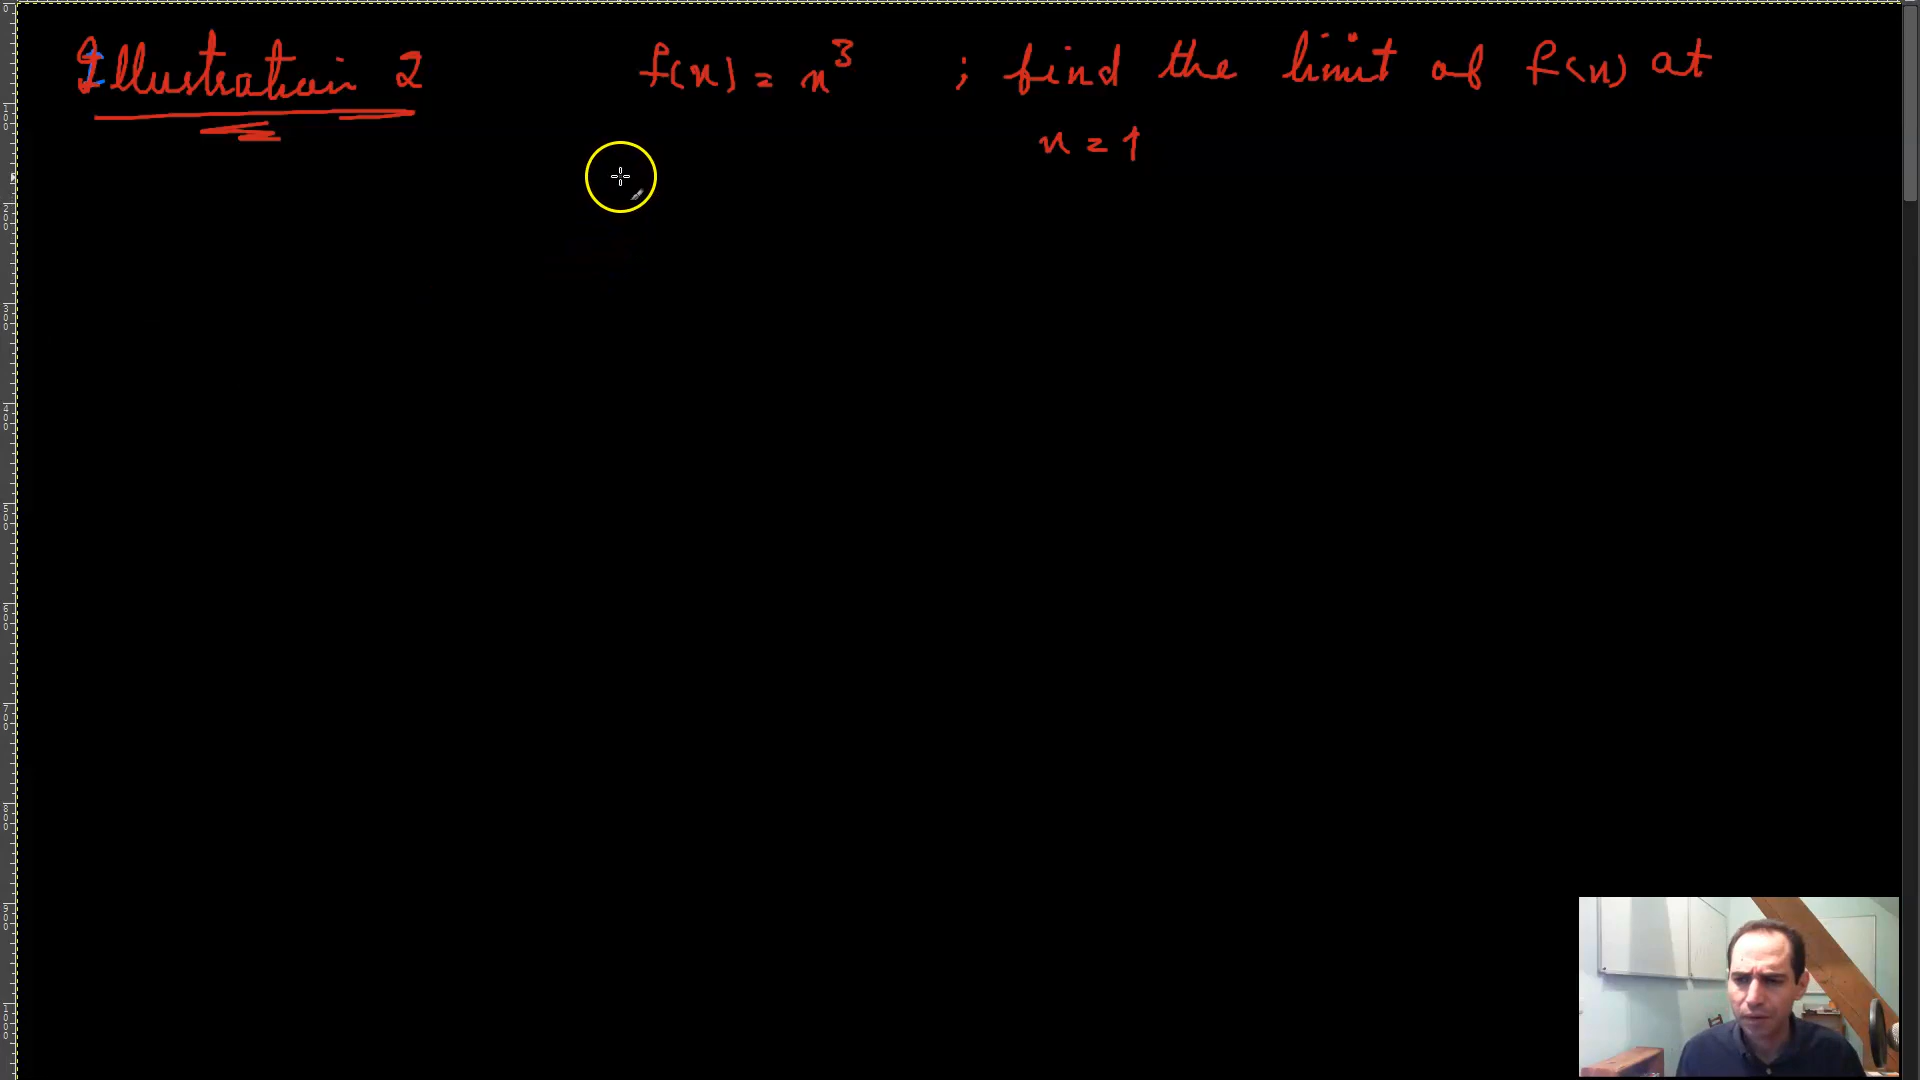 Illustration 2 f(x) = x³ ; find the limit of f(x) at
x = 1